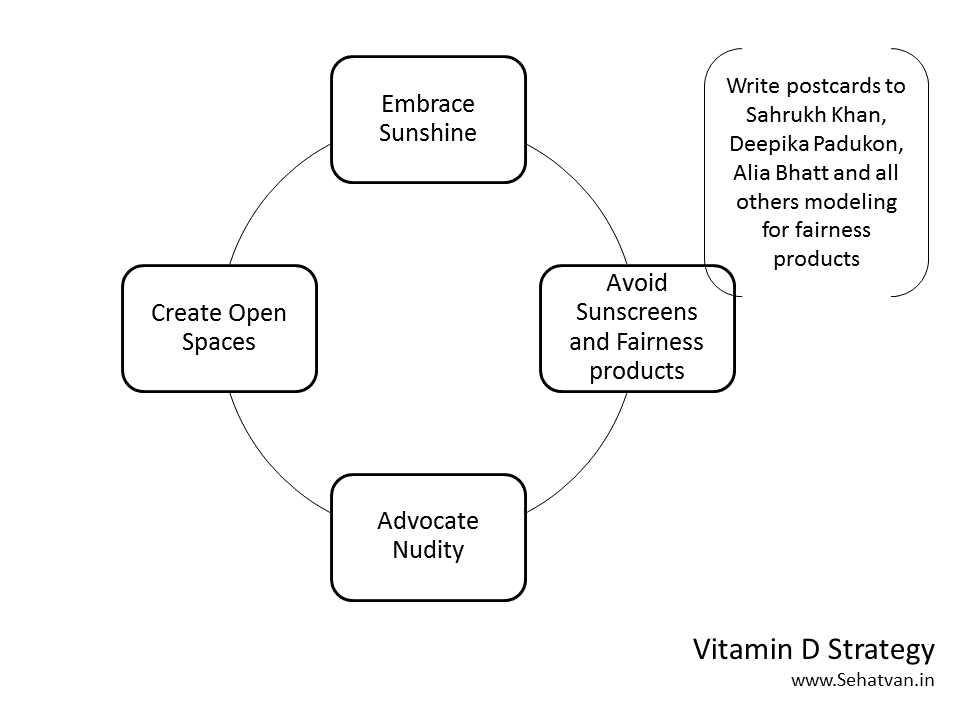 Embrace
Sunshine
Write postcards to
Sahrukh Khan,
Deepika Padukon,
Alia Bhatt and all
others modeling
for fairness
products
Create Open
Spaces
Avoid
Sunscreens
and Fairness
products
Advocate
Nudity
Vitamin D Strategy
www.Sehatvan.in